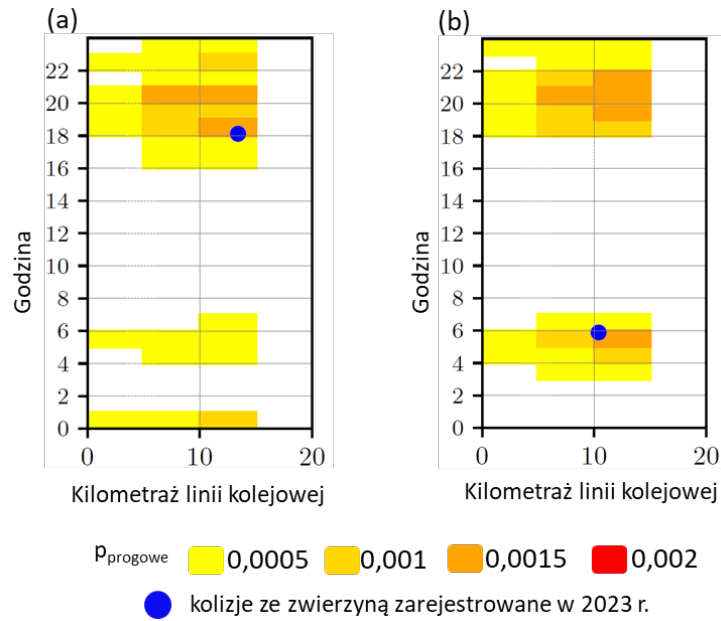 (a)
(b)
Godzina
22
20
18
16
14
12
10
8
6
4
2
0
0 10 20
Kilometraż linii kolejowej
Godzina
22
20
18
16
14
12
10
8
6
4
2
0
0 10 20
Kilometraż linii kolejowej
pprogowe 0,0005 0,001 0,0015 0,002
kolizje ze zwierzyną zarejestrowane w 2023 r.